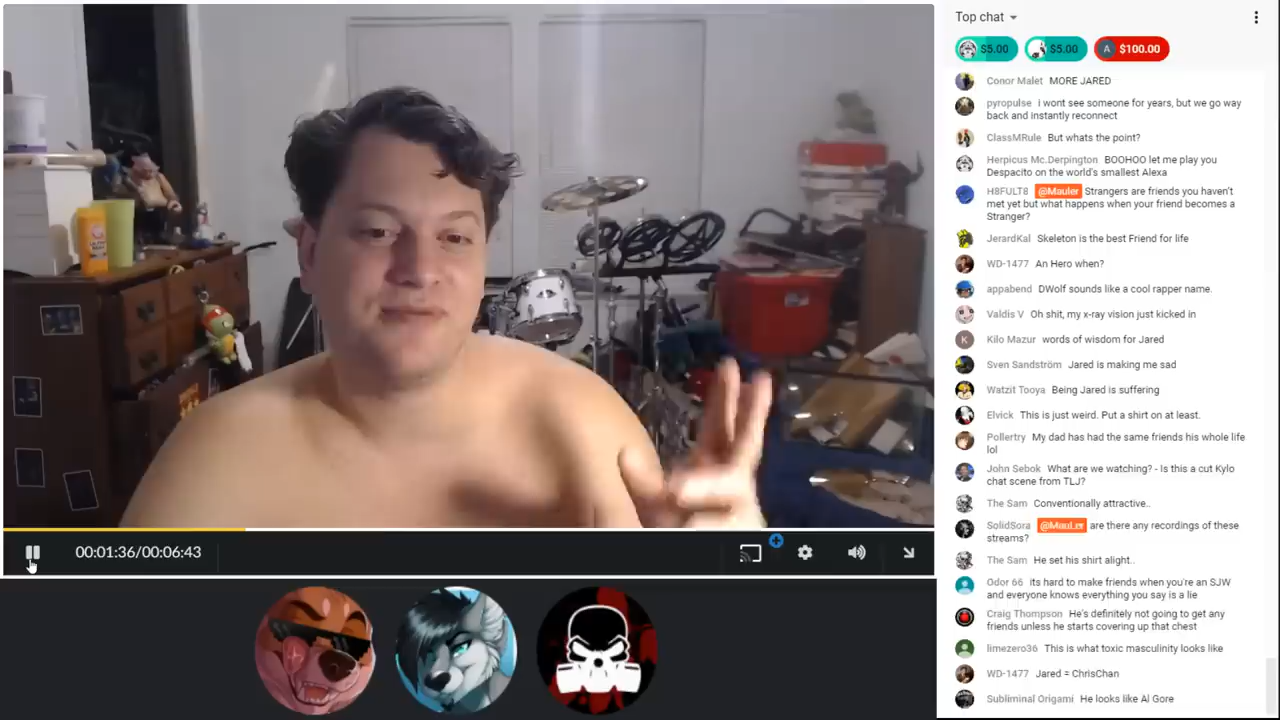 Top chat
$5.00
$5.00
A $100.00
Conor Malet MORE JARED
pyropulse i wont see someone for years, but we go way
back and instantly reconnect
ClassMRule But whats the point?
Herpicus Mc.Derpington BOOHOO let me play you
Despacito on the world's smallest Alexa
H8FULT8 @Mauler Strangers are friends you haven't
met yet but what happens when your friend becomes a
Stranger?
JerardKal Skeleton is the best Friend for life
WD-1477 An Hero when?
appabend DWolf sounds like a cool rapper name.
Valdis V Oh shit, my x-ray vision just kicked in
K Kilo Mazur words of wisdom for Jared
Sven Sandström Jared is making me sad
Watzit Tooya Being Jared is suffering
Elvick This is just weird. Put a shirt on at least.
Pollertry My dad has had the same friends his whole life
lol
John Sebok What are we watching? - Is this a cut Kylo
chat scene from TLJ?
The Sam Conventionally attractive..
SolidSora @MauLer are there any recordings of these
streams?
The Sam He set his shirt alight..
Odor 66 its hard to make friends when you're an SJW
and everyone knows everything you say is a lie
Craig Thompson He's definitely not going to get any
friends unless he starts covering up that chest
limezero36 This is what toxic masculinity looks like
WD-1477 Jared = ChrisChan
Subliminal Origami He looks like Al Gore
00:01:36/00:06:43